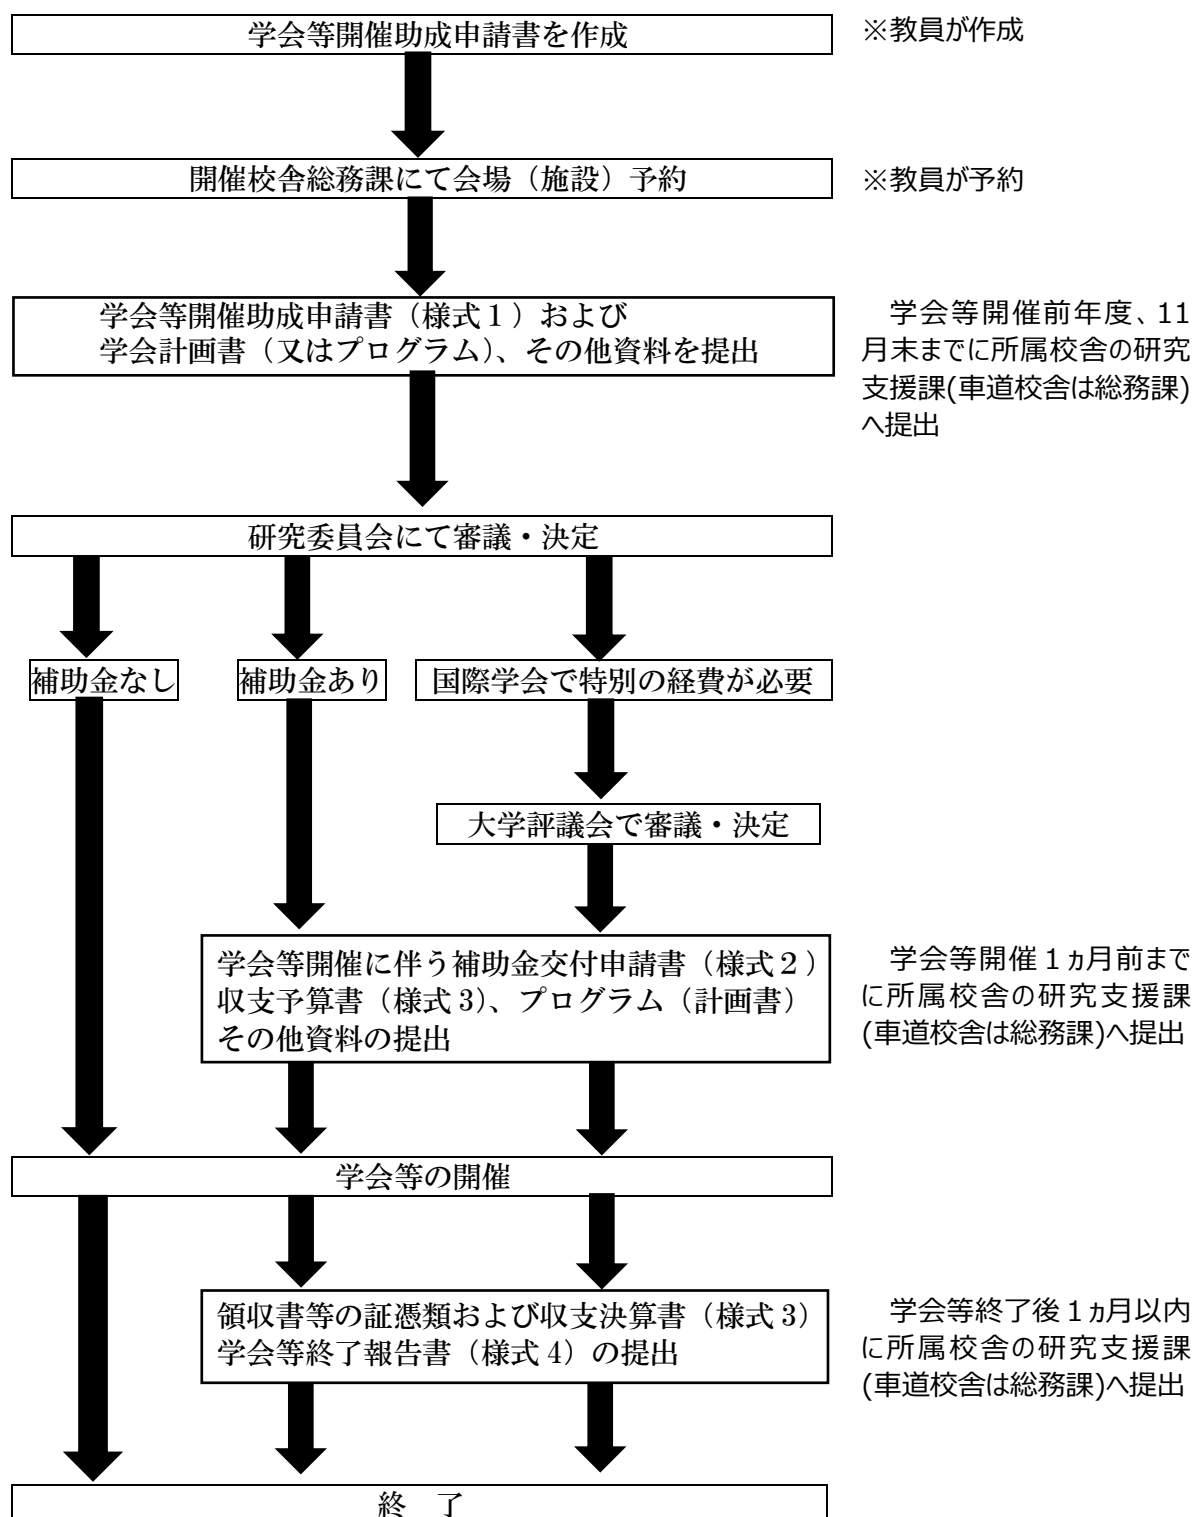 学会等開催助成申請書を作成
※教員が作成
開催校舎総務課にて会場（施設）予約
※教員が予約
学会等開催助成申請書（様式１）および
学会計画書（又はプログラム）、その他資料を提出
学会等開催前年度、11
月末までに所属校舎の研究
支援課(車道校舎は総務課)
へ提出
研究委員会にて審議・決定
補助金なし
補助金あり
国際学会で特別の経費が必要
大学評議会で審議・決定
学会等開催に伴う補助金交付申請書（様式２）
収支予算書（様式３）、プログラム（計画書）
その他資料の提出
学会等開催１ヵ月前まで
に所属校舎の研究支援課
(車道校舎は総務課)へ提出
学会等の開催
領収書等の証憑類および収支決算書（様式３）
学会等終了報告書（様式４）の提出
学会等終了後１ヵ月以内
に所属校舎の研究支援課
(車道校舎は総務課)へ提出
終　了